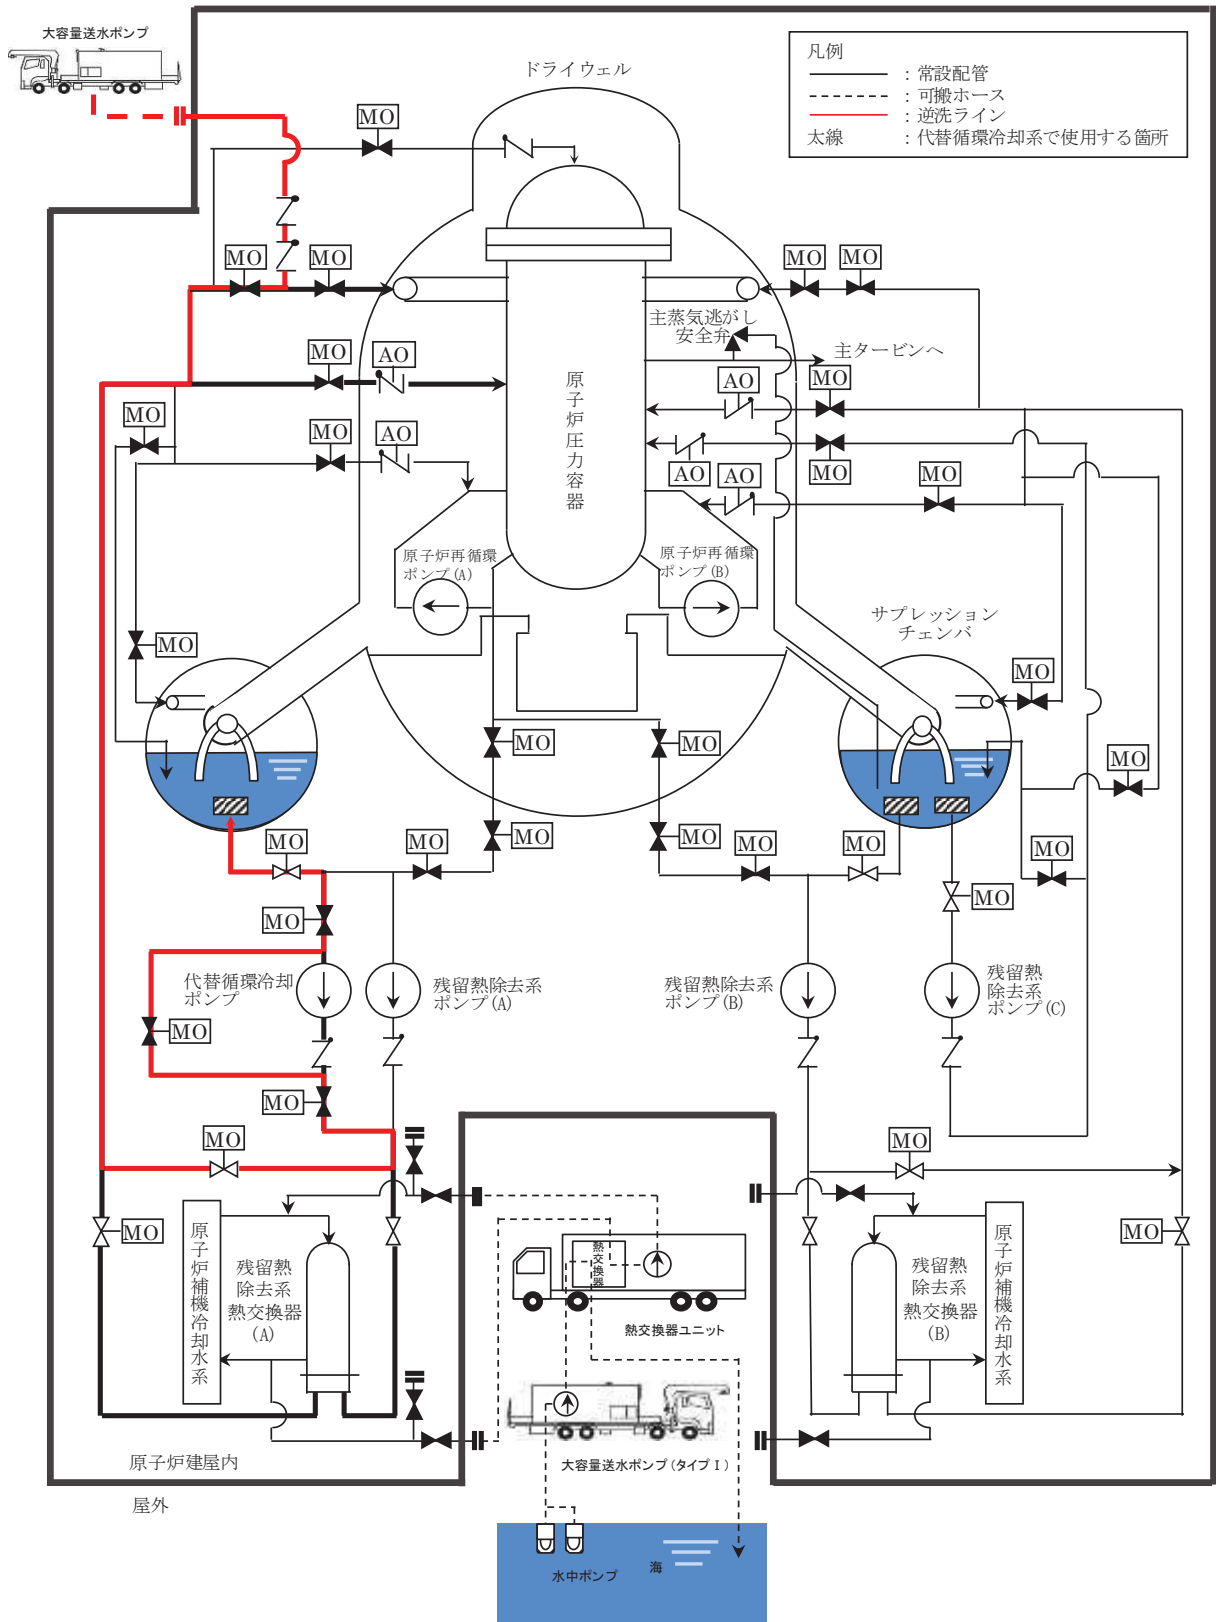 大容量送水ポンプ
凡例
：常設配管
：可搬ホース
：逆洗ライン
太線　：代替循環冷却系で使用する箇所
ドライウェル
MO
MO
MO
MO
MO
主蒸気逃がし
安全弁
主タービンへ
MO
AO
AO
MO
MO
MO
AO
AO
MO
AO
MO
原子炉圧力容器
原子炉再循環
ポンプ(A)
原子炉再循環
ポンプ(B)
サプレッション
チェンバ
MO
MO
MO
MO
MO
MO
MO
MO
MO
MO
MO
MO
MO
MO
代替循環冷却
ポンプ
残留熱除去系
ポンプ(A)
残留熱除去系
ポンプ(B)
残留熱
除去系
ポンプ(C)
MO
MO
MO
MO
MO
MO
原子炉補機冷却水系
残留熱
除去系
熱交換器
(A)
熱交換器
熱交換器ユニット
残留熱
除去系
熱交換器
(B)
原子炉補機冷却水系
大容量送水ポンプ(タイプⅠ)
原子炉建屋内
屋外
水中ポンプ
海